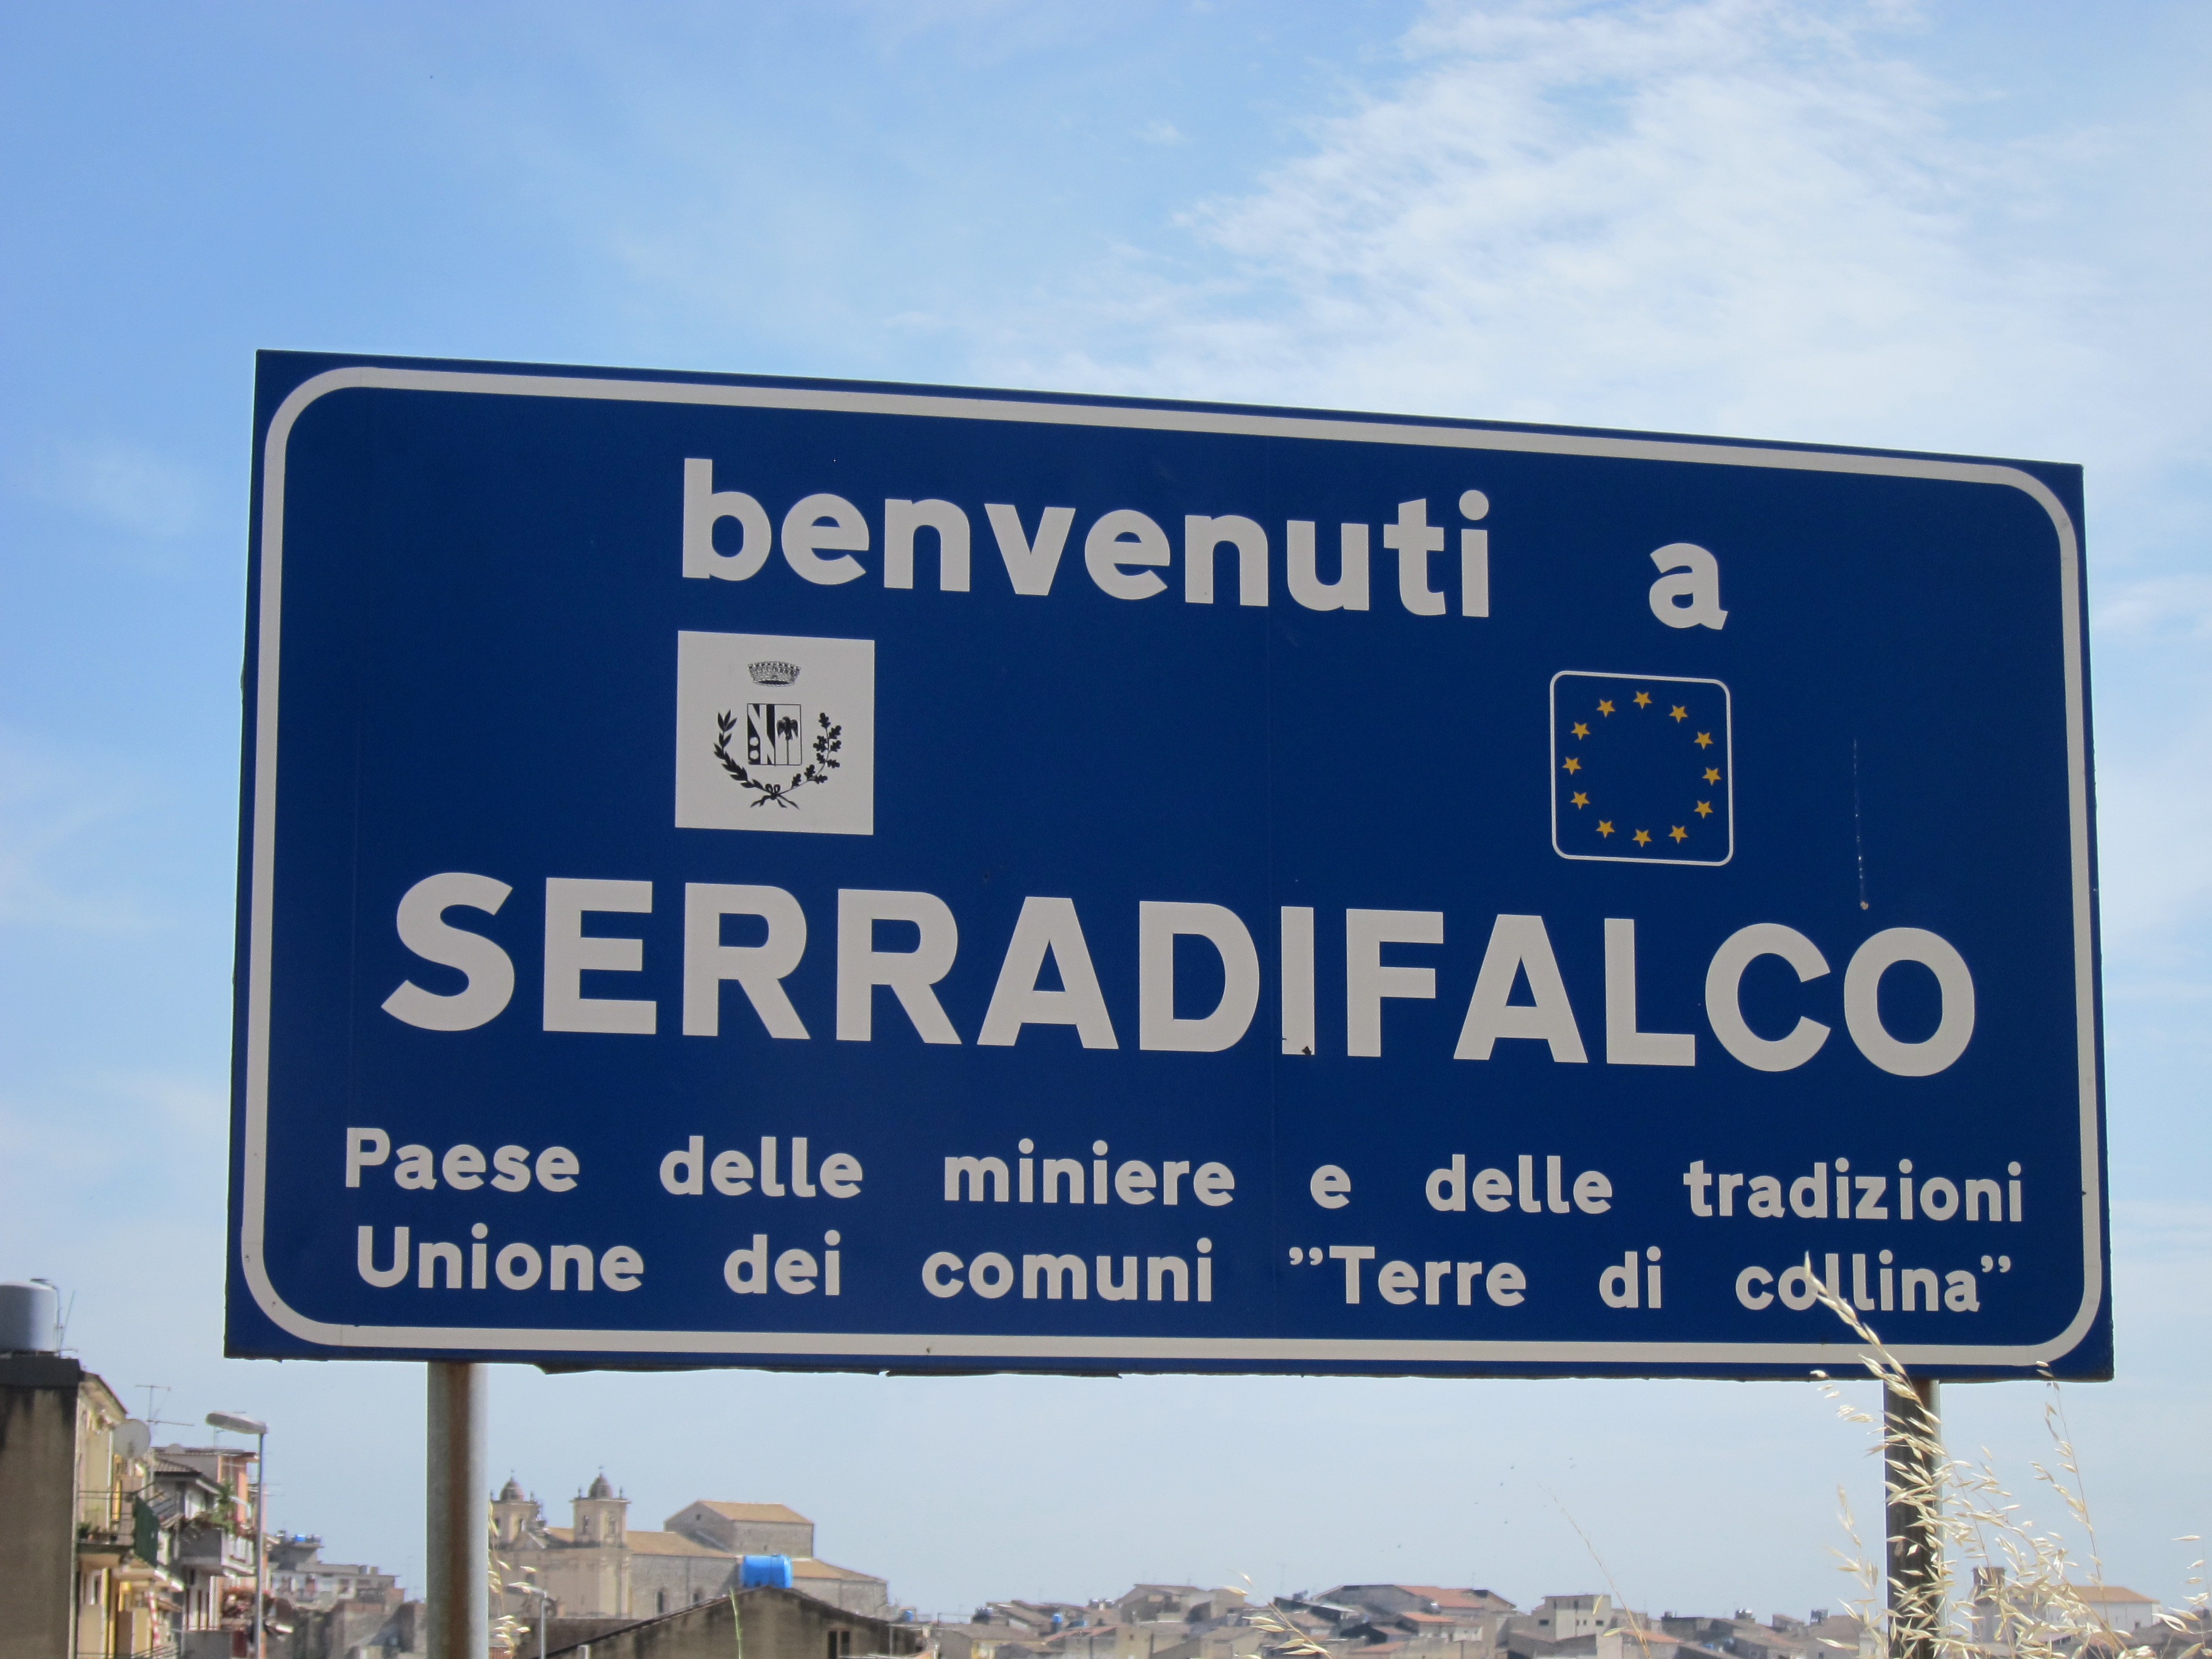 benvenuti a
SERRADIFALCO
Paese delle miniere e delle tradizioni
Unione dei comuni ”Terre di collina”